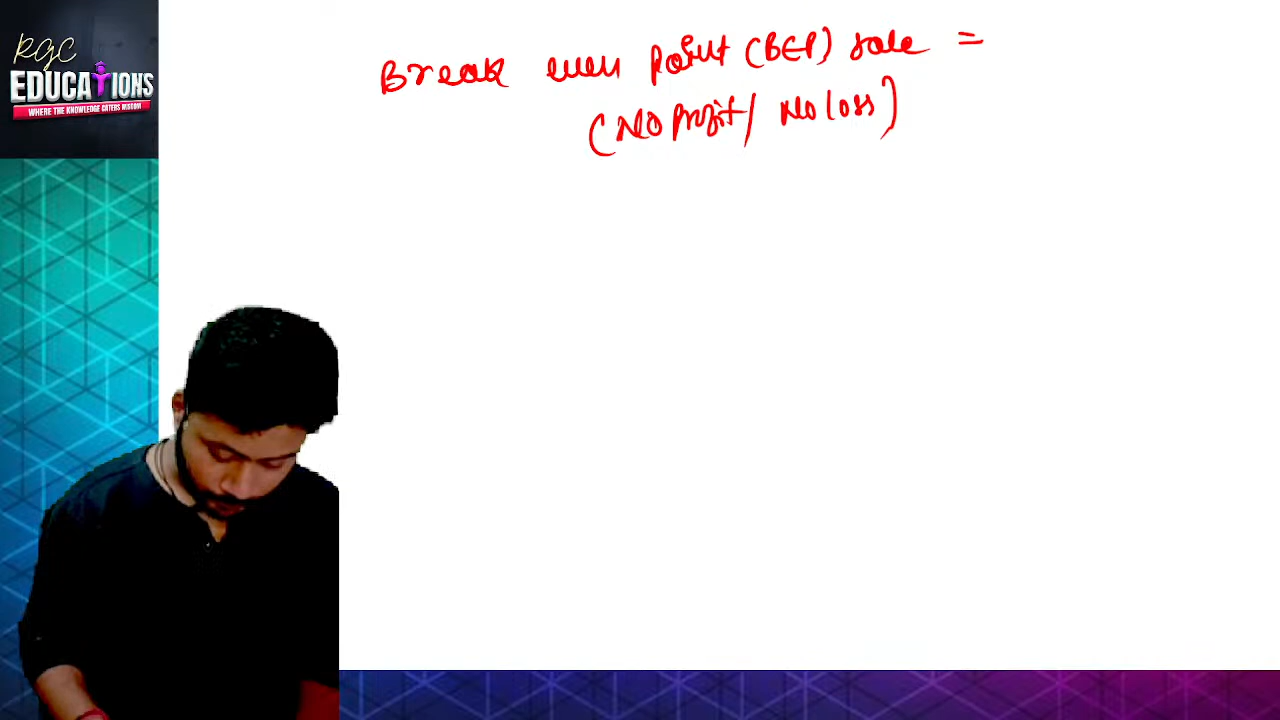 RGC
EDUCATIONS
WHERE THE KNOWLEDGE CATERS WISDOM
Break even Point (BEP) sale =
(No profit / No loss)